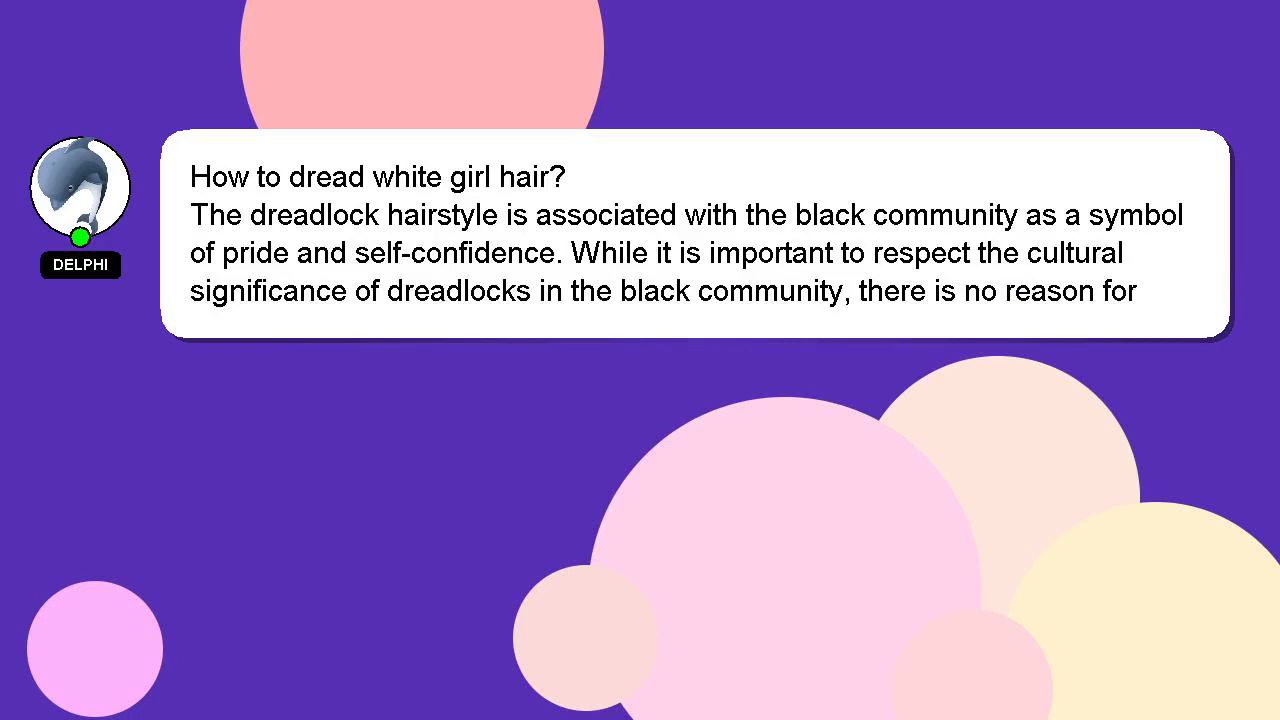 How to dread white girl hair?
The dreadlock hairstyle is associated with the black community as a symbol
of pride and self-confidence. While it is important to respect the cultural
significance of dreadlocks in the black community, there is no reason for
DELPHI